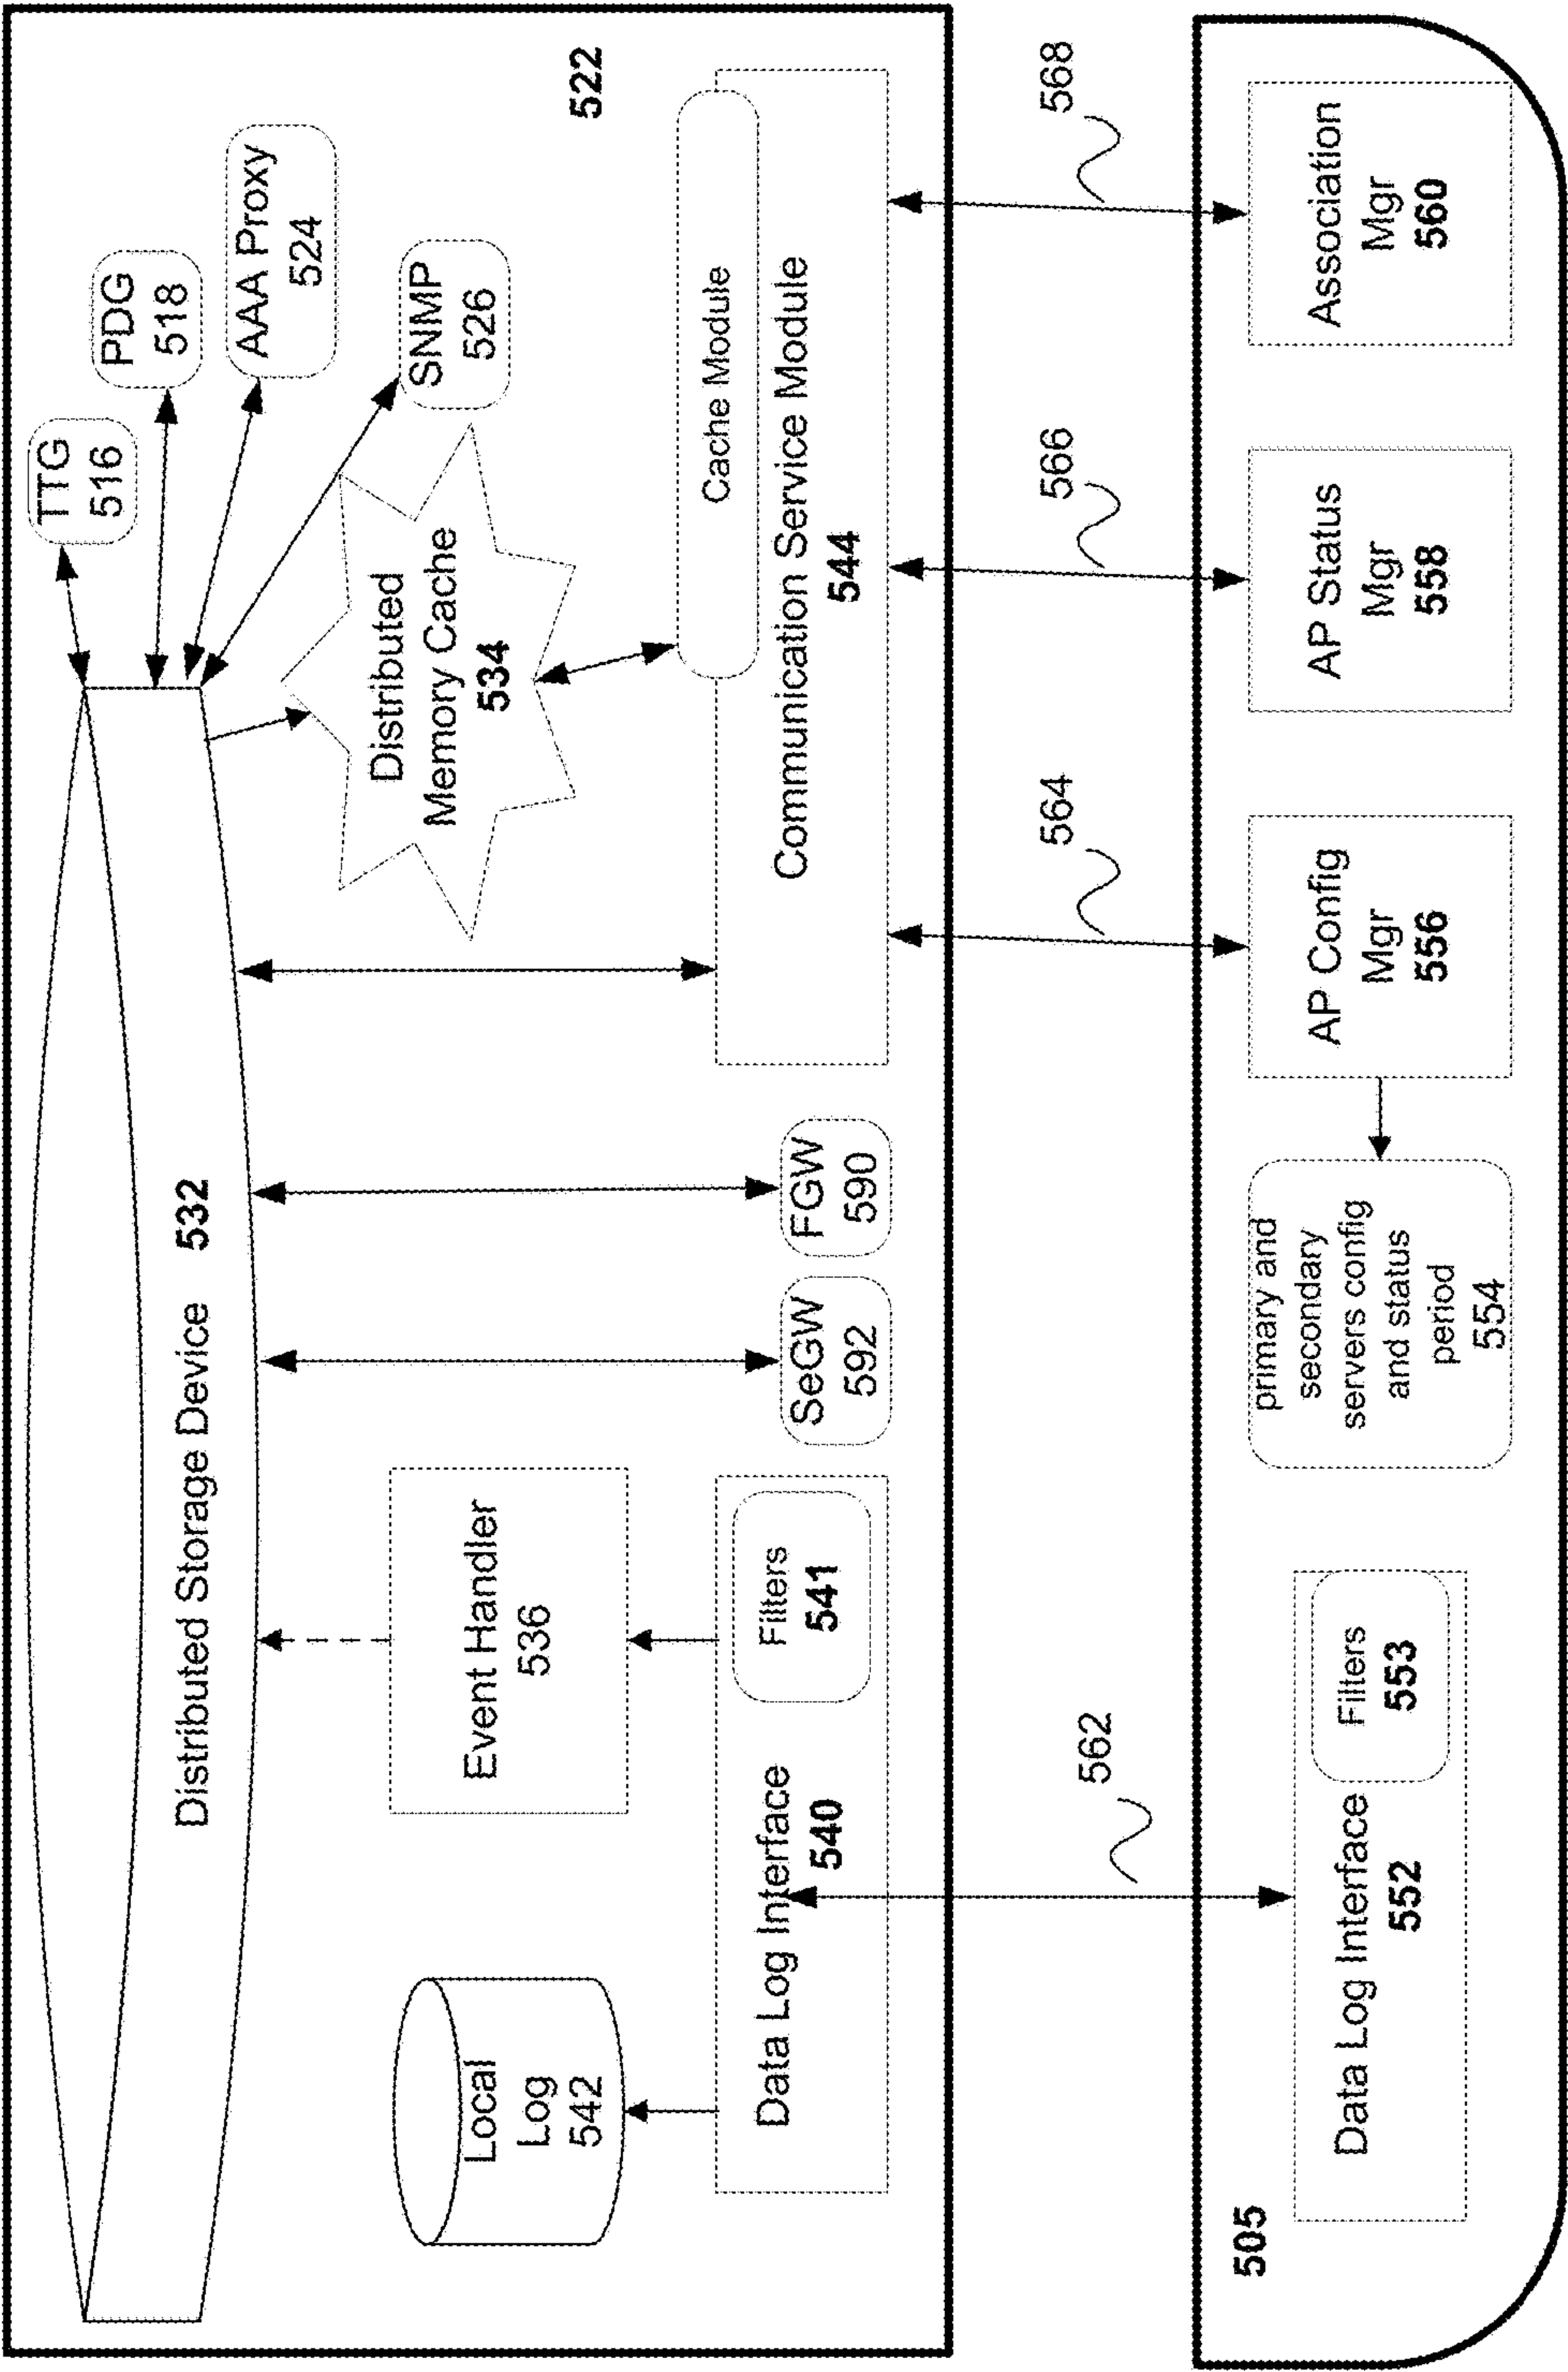 TTG
516
PDG
518
AAA Proxy
524
SNMP
526
522
Distributed Storage Device 532
Distributed
Memory Cache
534
Event Handler
536
Local
Log
542
Cache Module
Communication Service Module
544
FGW
590
SeGW
592
Filters
541
Data Log Interface
540
562
564
566
568
505
Data Log Interface
552
Filters
553
primary and
secondary
servers config
and status
period
554
AP Config
Mgr
556
AP Status
Mgr
558
Association
Mgr
560